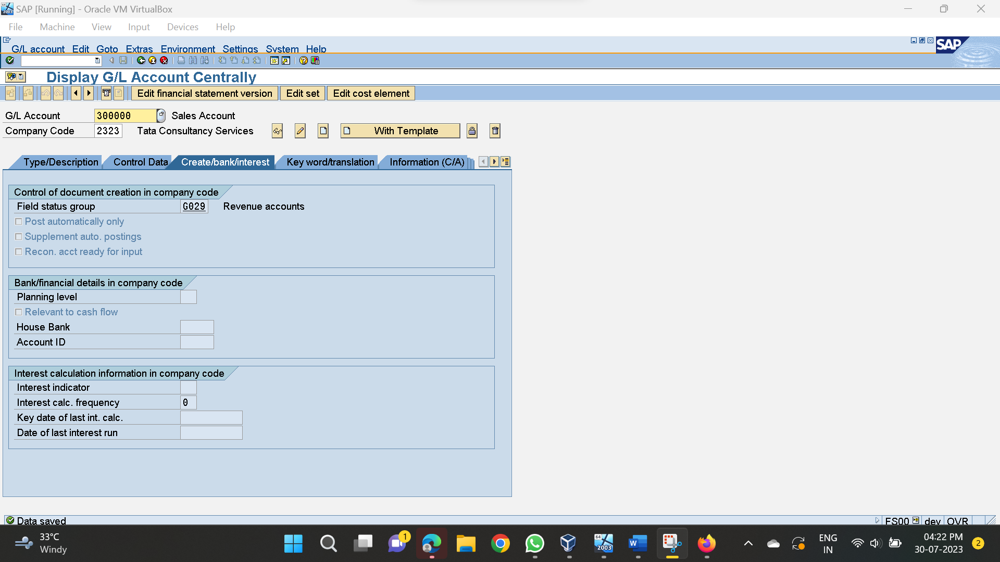 SAP [Running] - Oracle VM VirtualBox
File Machine View Input Devices Help
G/L account Edit Goto Extras Environment Settings System Help
SAP
Display G/L Account Centrally
Edit financial statement version Edit set Edit cost element
G/L Account 300000 Sales Account
Company Code 2323 Tata Consultancy Services With Template
Type/Description Control Data Create/bank/interest Key word/translation Information (C/A)
Control of document creation in company code
Field status group G029 Revenue accounts
Post automatically only
Supplement auto. postings
Recon. acct ready for input
Bank/financial details in company code
Planning level
Relevant to cash flow
House Bank
Account ID
Interest calculation information in company code
Interest indicator
Interest calc. frequency 0
Key date of last int. calc.
Date of last interest run
Data saved FS00 dev OVR
33°C
Windy
1
64
2003
W
ENG
IN
04:22 PM
30-07-2023
2